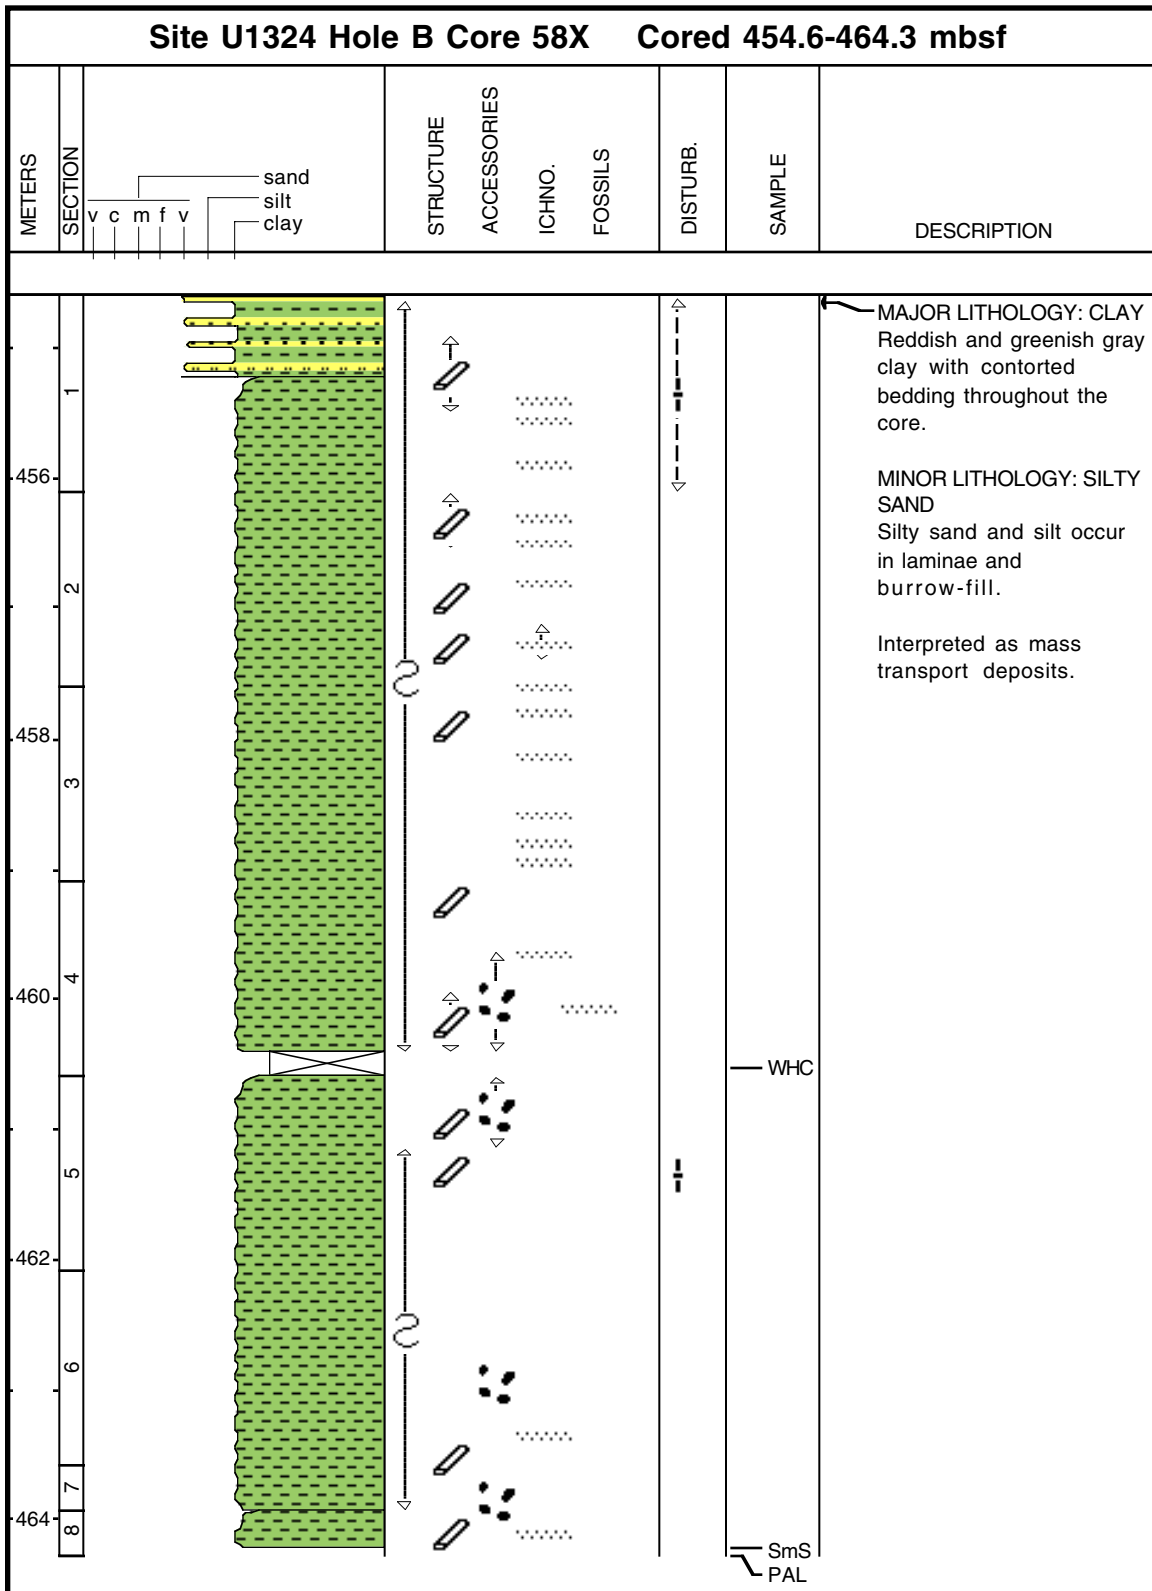 Site U1324 Hole B Core 58X    Cored 454.6-464.3 mbsf
METERS
SECTION
v c m f v
sand
silt
clay
STRUCTURE
ACCESSORIES
ICHNO.
FOSSILS
DISTURB.
SAMPLE
DESCRIPTION
MAJOR LITHOLOGY: CLAY
Reddish and greenish gray
clay with contorted
bedding throughout the
core.
MINOR LITHOLOGY: SILTY
SAND
Silty sand and silt occur
in laminae and
burrow-fill.
Interpreted as mass
transport deposits.
1
456
2
458
3
4
460
WHC
5
462
6
7
464
8
SmS
PAL